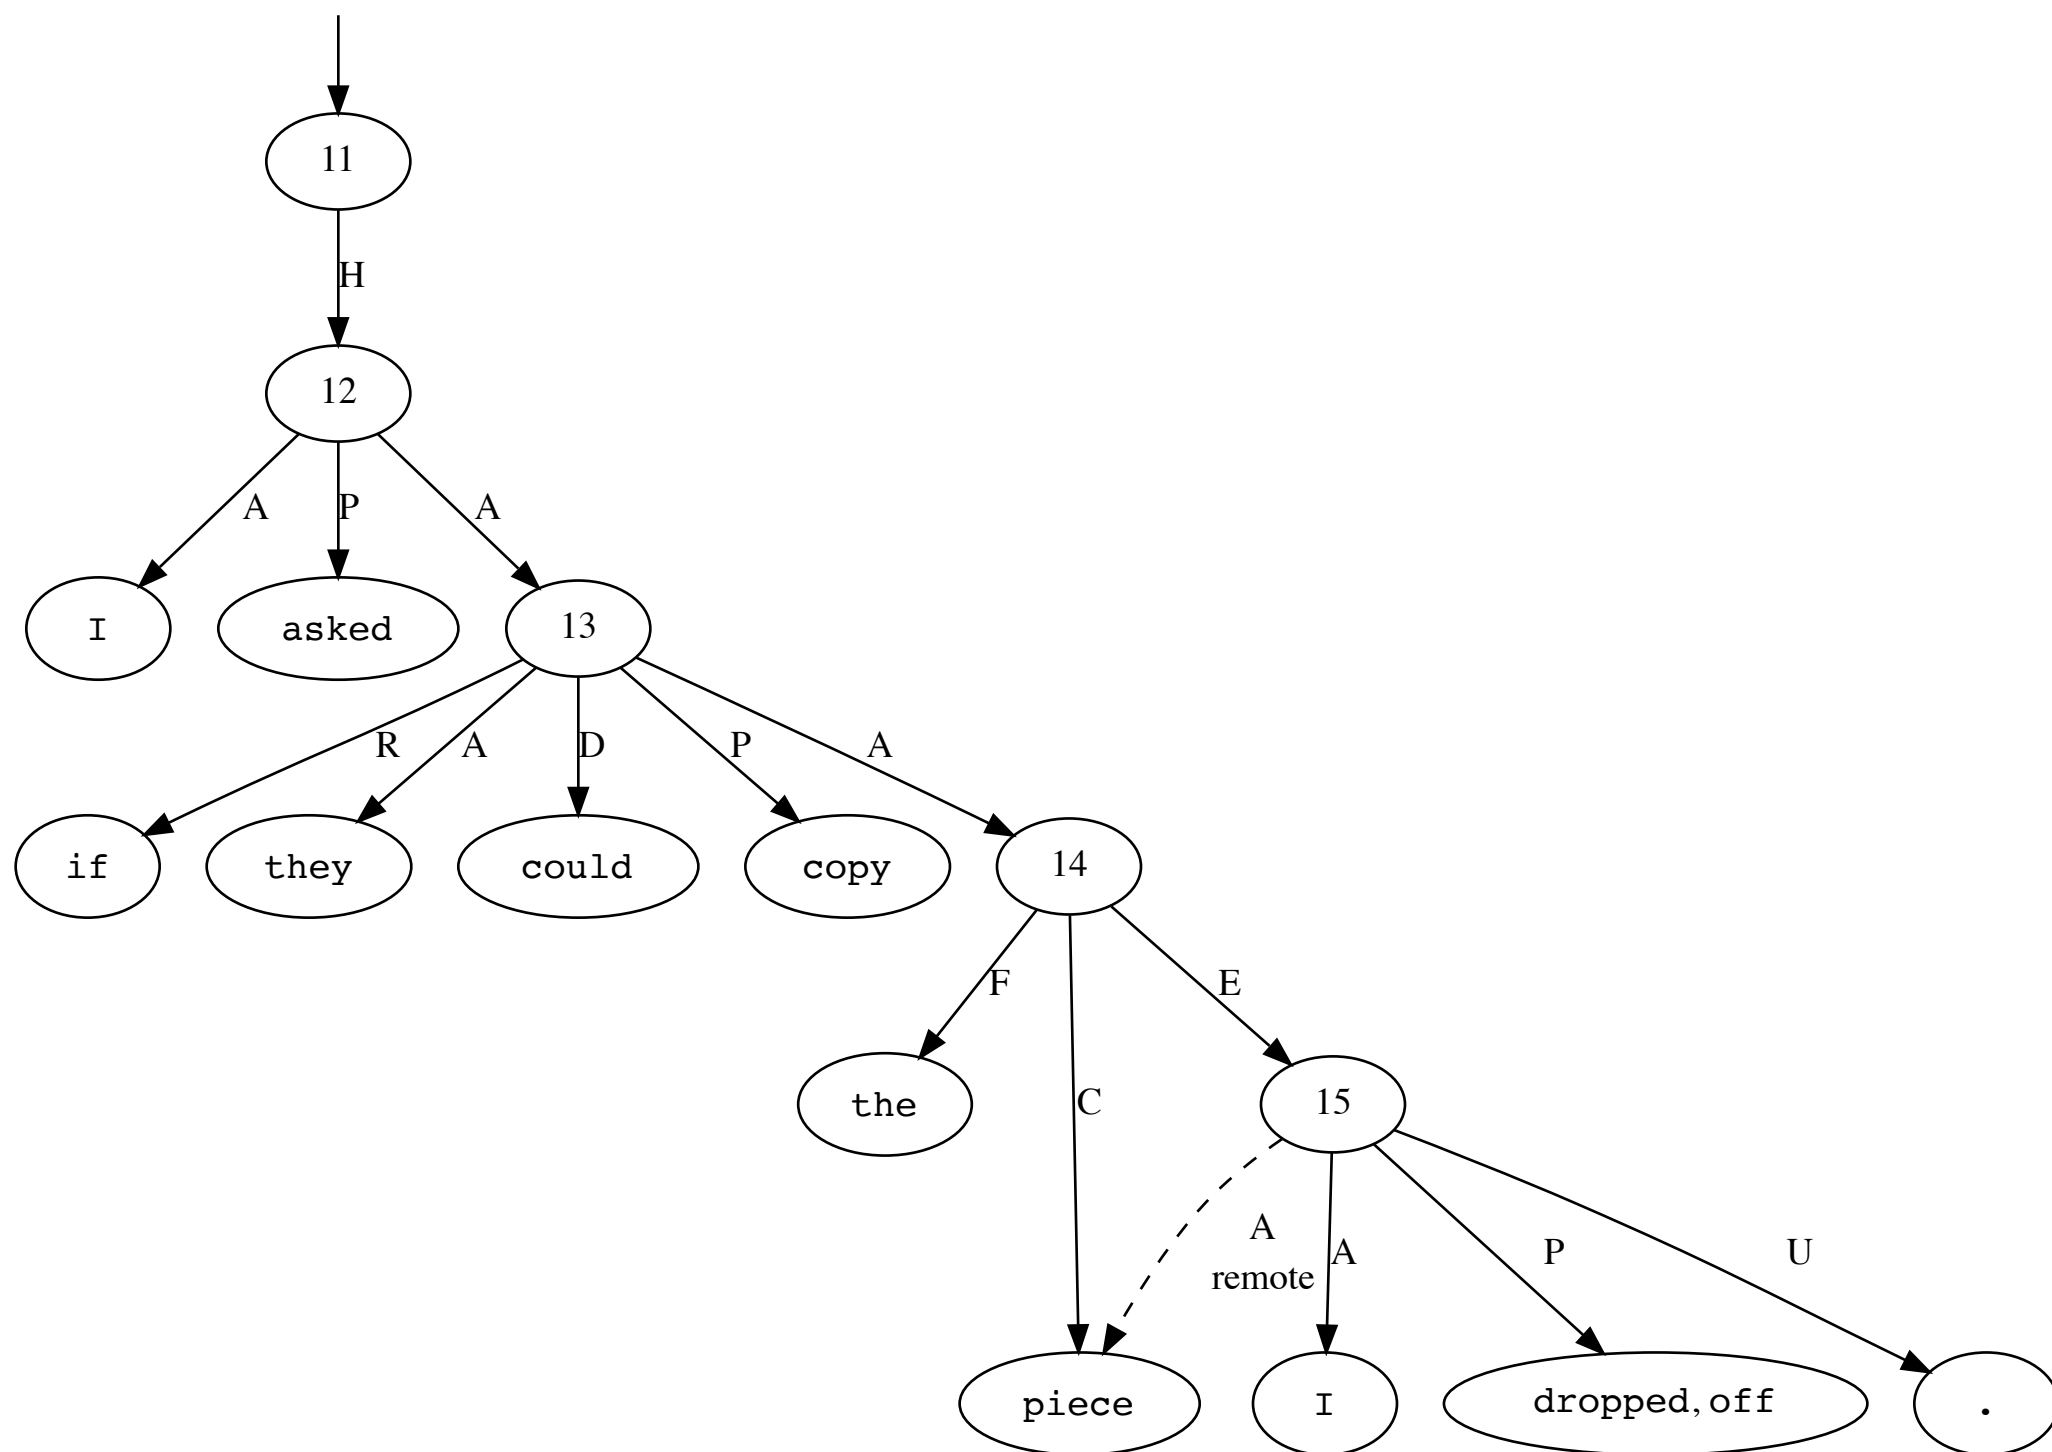 11
H
12
A P A
I asked 13
R A D P A
if they could copy 14
F C E
the 15
A
remote A P U
piece I dropped,off .